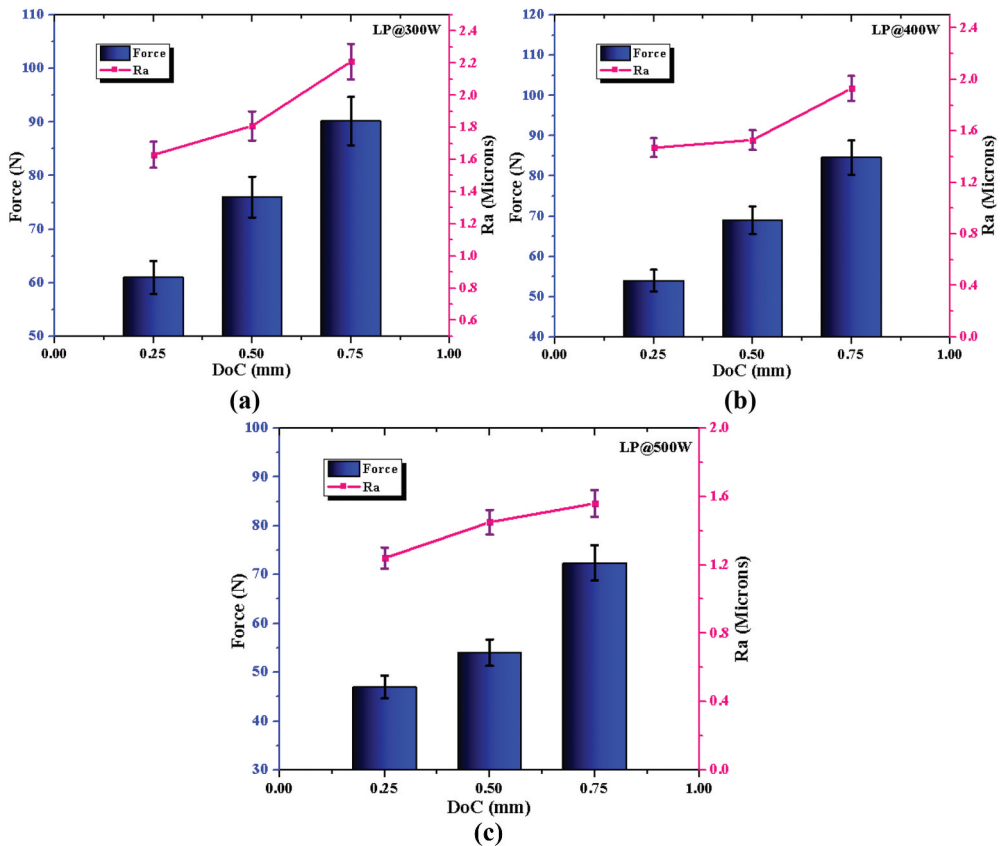 LP@300W
Force
Ra
110
100
90
80
70
60
50
Force (N)
2.4
2.2
2.0
1.8
1.6
1.4
1.2
1.0
0.8
0.6
Ra (Microns)
0.00 0.25 0.50 0.75 1.00
DoC (mm)
(a)
LP@400W
Force
Ra
120
110
100
90
80
70
60
50
40
Force (N)
2.4
2.0
1.6
1.2
0.8
0.4
0.0
Ra (Microns)
0.00 0.25 0.50 0.75 1.00
DoC (mm)
(b)
LP@500W
Force
Ra
100
90
80
70
60
50
40
30
Force (N)
2.0
1.6
1.2
0.8
0.4
0.0
Ra (Microns)
0.00 0.25 0.50 0.75 1.00
DoC (mm)
(c)